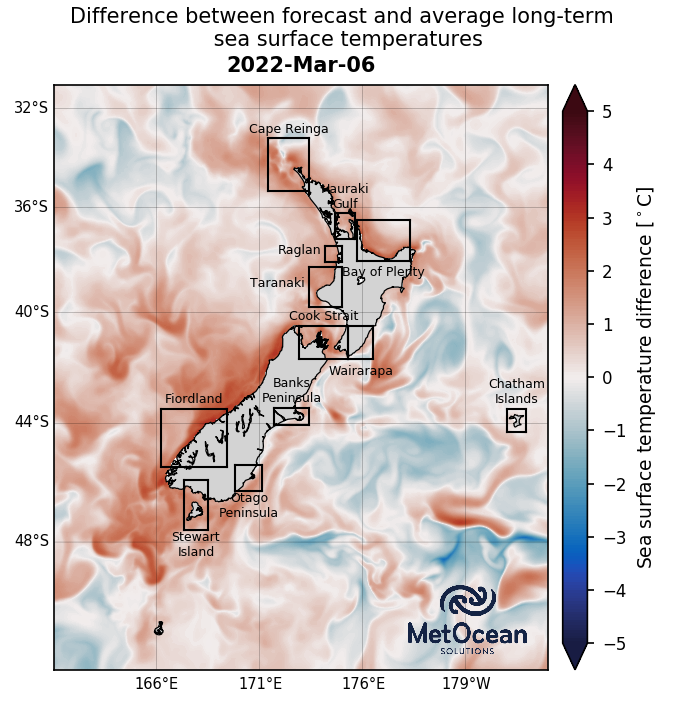 Difference between forecast and average long-term
sea surface temperatures
2022-Mar-06
32°S
36°S
40°S
44°S
48°S
166°E
171°E
176°E
179°W
Cape Reinga
Hauraki
Gulf
Raglan
Bay of Plenty
Taranaki
Cook Strait
Wairarapa
Fiordland
Banks
Peninsula
Chatham
Islands
Otago
Peninsula
Stewart
Island
MetOcean
SOLUTIONS
5
4
3
2
1
0
−1
−2
−3
−4
−5
Sea surface temperature difference [°C]